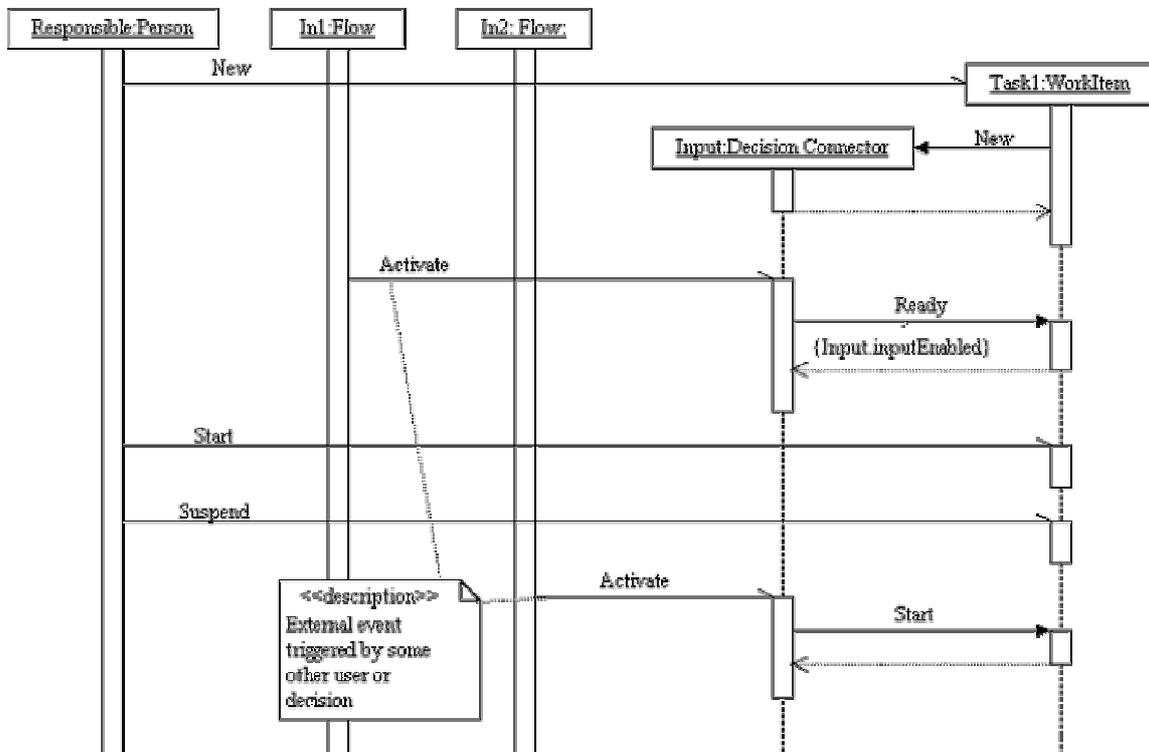 Responsible:Person
In1:Flow
In2: Flow:
New
Task1:WorkItem
Input:Decision Connector
New
Activate
Ready
{Input.inputEnabled}
Start
Suspend
Activate
<<description>>
External event
triggered by some
other user or
decision
Start